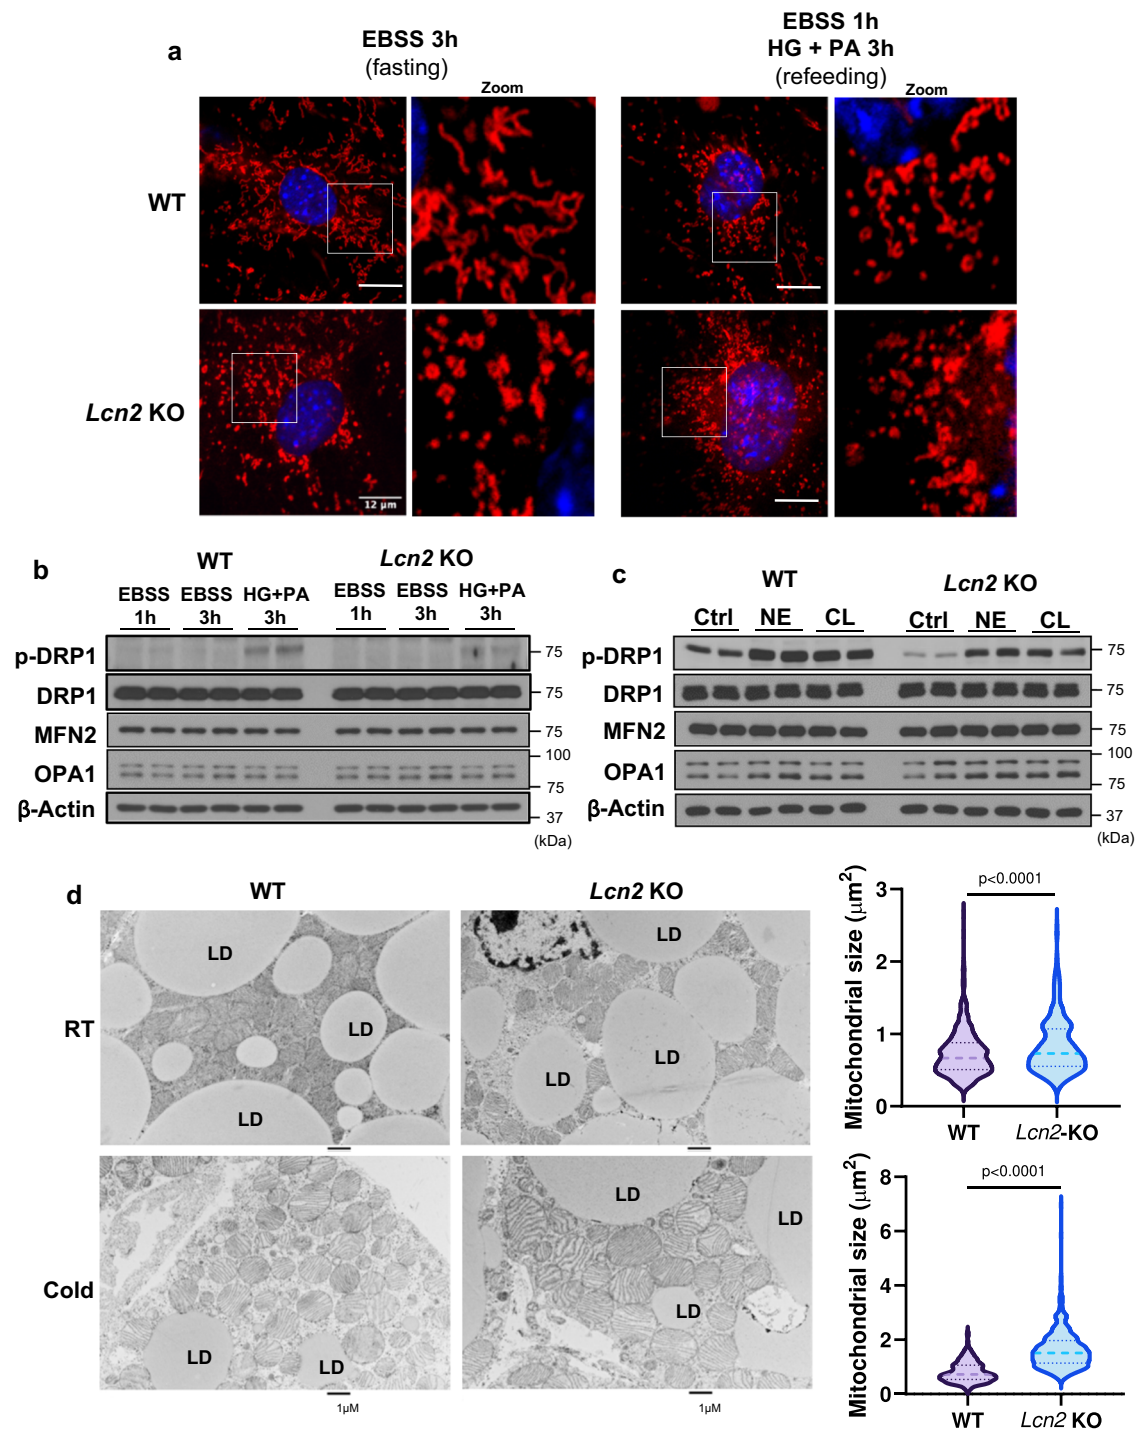 a
EBSS 3h
(fasting)
EBSS 1h
HG + PA 3h
(refeeding)
Zoom
Zoom
WT
Lcn2 KO
12 μm
b
WT
Lcn2 KO
EBSS 1h
EBSS 3h
HG+PA 3h
EBSS 1h
EBSS 3h
HG+PA 3h
p-DRP1
75
DRP1
75
MFN2
75
OPA1
100
75
β-Actin
37
(kDa)
c
WT
Lcn2 KO
Ctrl NE CL
Ctrl NE CL
p-DRP1
75
DRP1
75
MFN2
75
OPA1
100
75
β-Actin
37
(kDa)
d
WT
Lcn2 KO
RT
LD
LD
LD
LD
LD
LD
Cold
LD
LD
LD
LD
LD
1μM
1μM
Mitochondrial size (μm²)
3
2
1
0
p<0.0001
WT
Lcn2-KO
Mitochondrial size (μm²)
8
6
4
2
0
p<0.0001
WT
Lcn2 KO